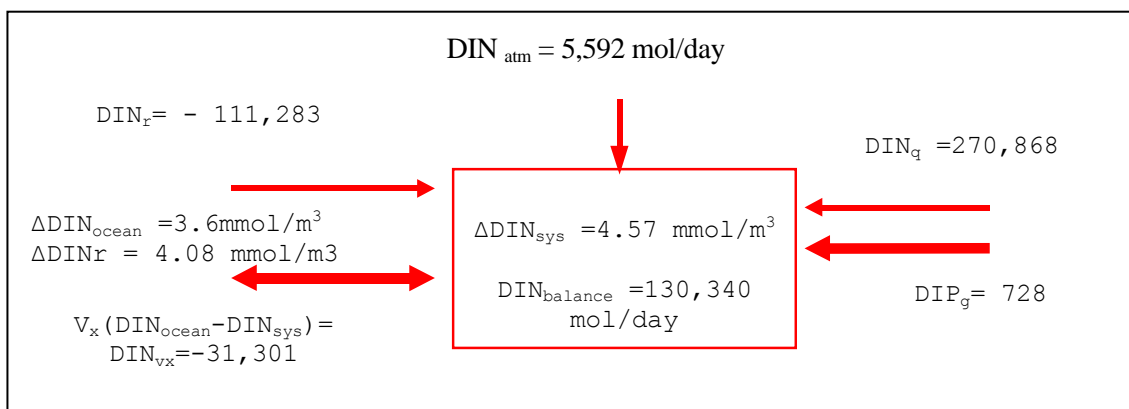 DIN atm = 5,592 mol/day
DINr= - 111,283
DINq =270,868
ΔDINocean =3.6mmol/m³
ΔDINr = 4.08 mmol/m3
ΔDINsys =4.57 mmol/m³
DINbalance =130,340
mol/day
DIPg= 728
Vx(DINocean-DINsys)=
DINvx=-31,301